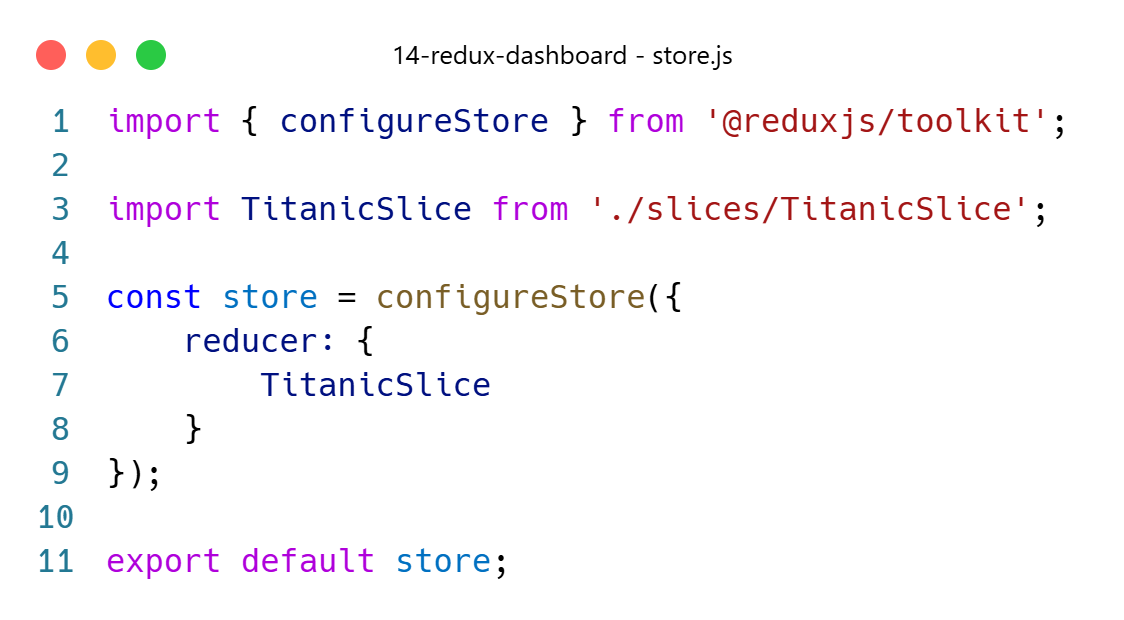 14-redux-dashboard - store.js
1 import { configureStore } from '@reduxjs/toolkit';
2
3 import TitanicSlice from './slices/TitanicSlice';
4
5 const store = configureStore({
6     reducer: {
7         TitanicSlice
8     }
9 });
10
11 export default store;